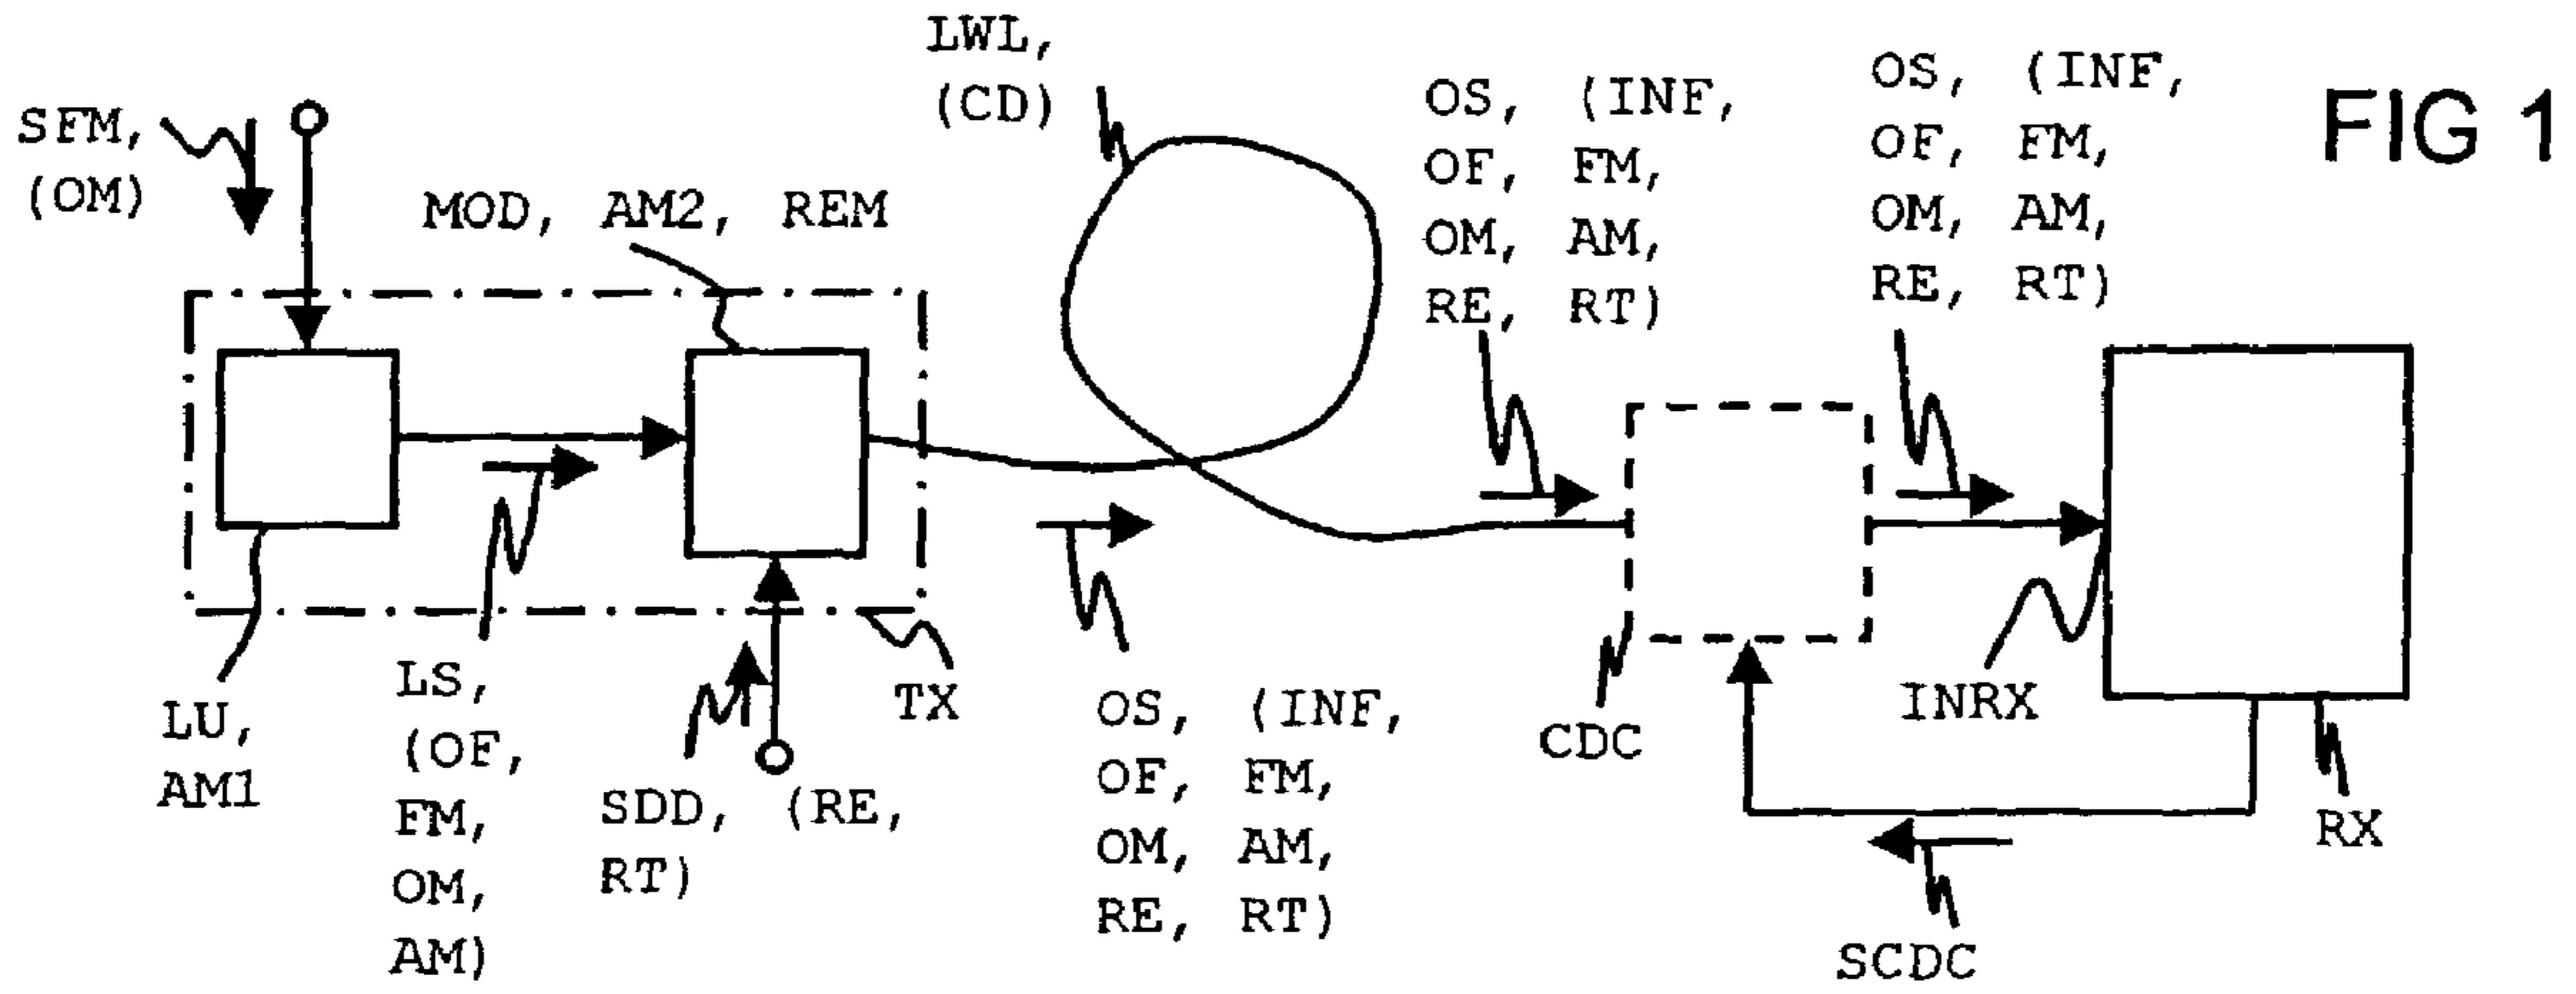 LWL,
(CD)
OS, (INF,
OF, FM,
OM, AM,
RE, RT)
OS, (INF,
OF, FM,
OM, AM,
RE, RT)
FIG 1
SFM,
(OM)
MOD, AM2, REM
LU,
AM1
LS,
(OF,
FM,
OM,
AM)
SDD, (RE,
RT)
TX
OS, (INF,
OF, FM,
OM, AM,
RE, RT)
CDC
INRX
RX
SCDC